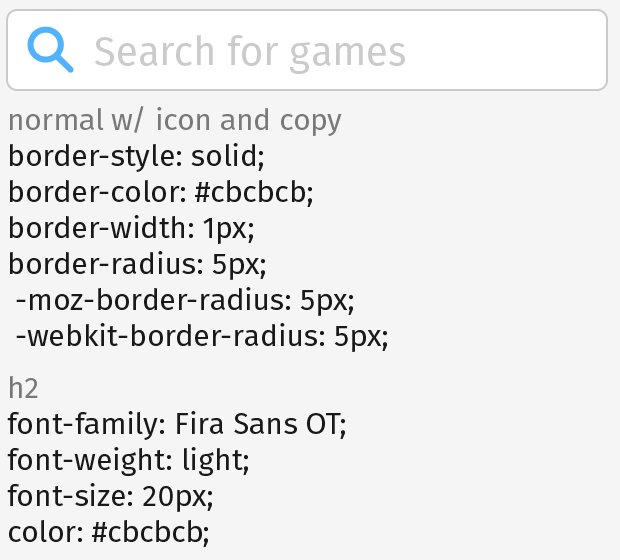 Search for games
normal w/ icon and copy
border-style: solid;
border-color: #cbcbcb;
border-width: 1px;
border-radius: 5px;
-moz-border-radius: 5px;
-webkit-border-radius: 5px;
h2
font-family: Fira Sans OT;
font-weight: light;
font-size: 20px;
color: #cbcbcb;